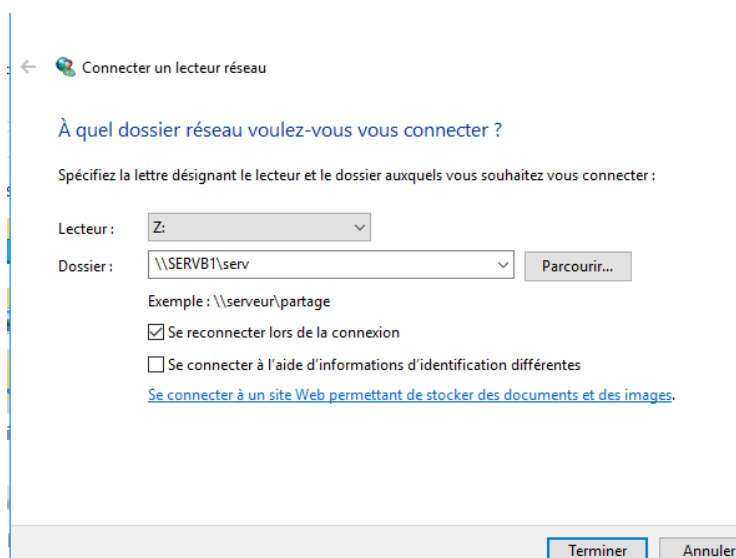 Connecter un lecteur réseau
À quel dossier réseau voulez-vous vous connecter ?
Spécifiez la lettre désignant le lecteur et le dossier auxquels vous souhaitez vous connecter :
Lecteur : Z:
Dossier : \\SERVB1\serv Parcourir...
Exemple : \\serveur\partage
Se reconnecter lors de la connexion
Se connecter à l'aide d'informations d'identification différentes
Se connecter à un site Web permettant de stocker des documents et des images.
Terminer Annuler